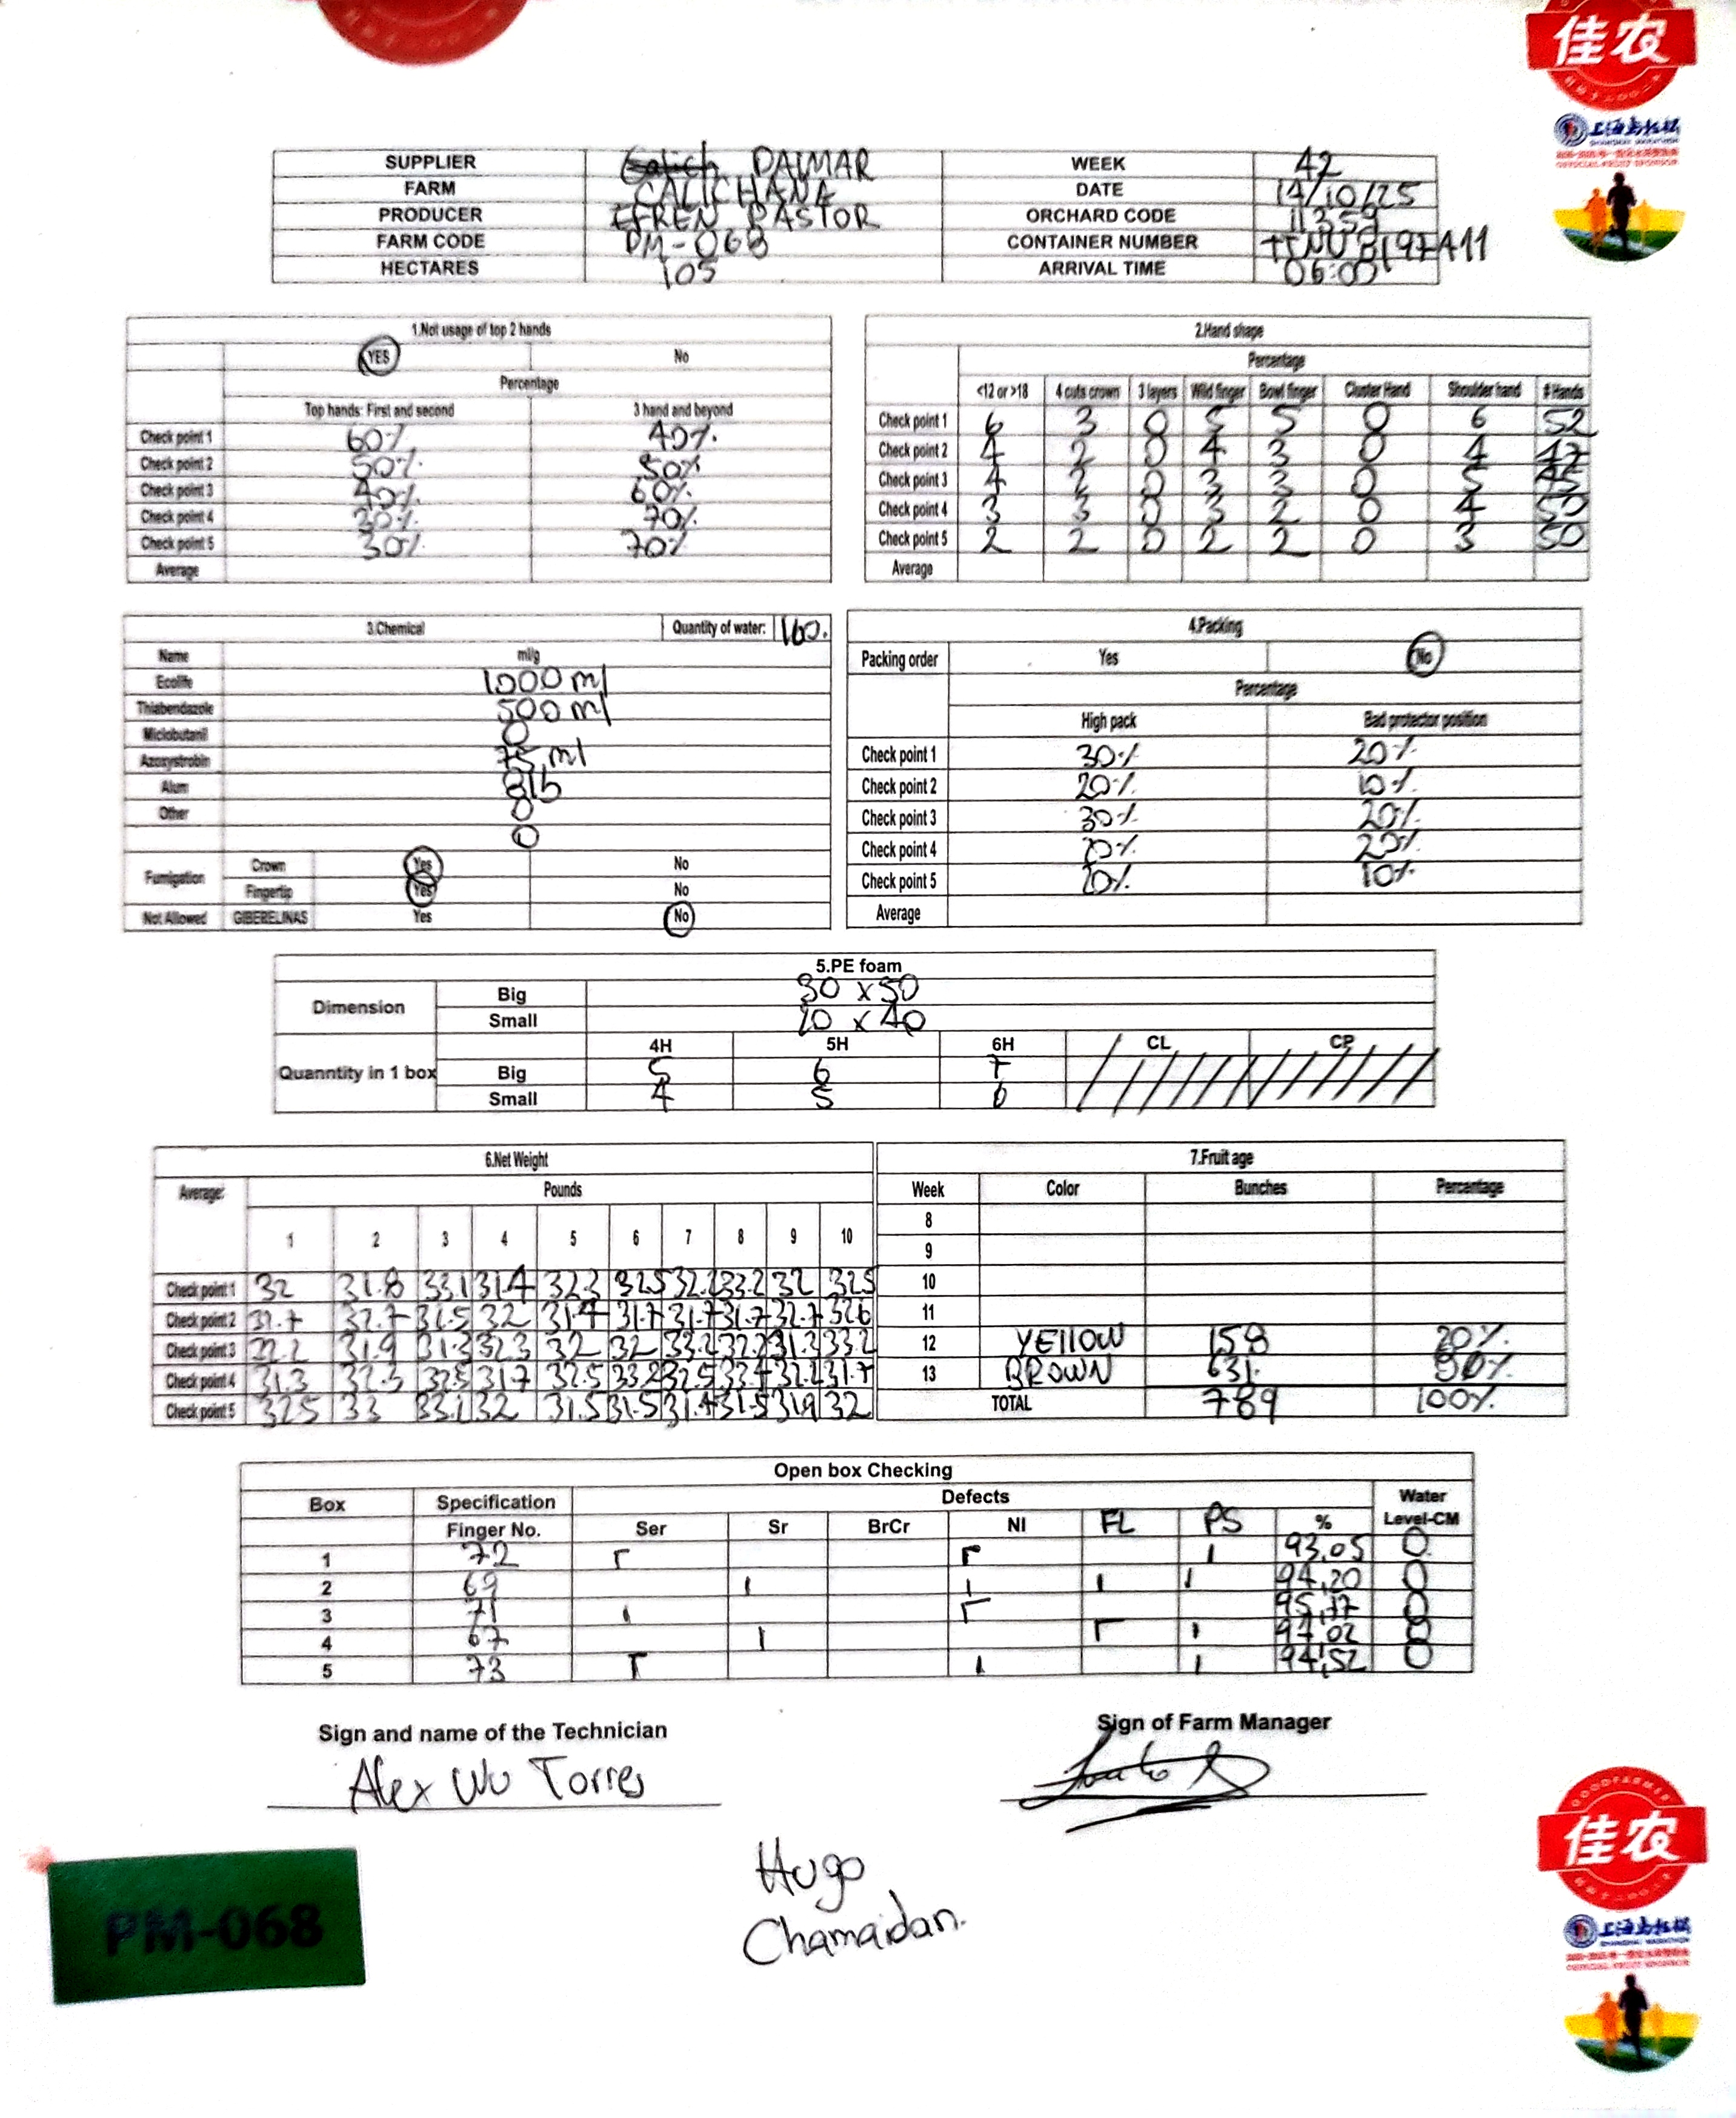 佳农
上海马拉松
SHANGHAI MARATHON
OFFICIAL FRUIT SPONSOR
SUPPLIER DAIMAR WEEK 42
FARM CALICHANA DATE 14/10/25
PRODUCER EFREN PASTOR ORCHARD CODE 11359
FARM CODE PM-068 CONTAINER NUMBER
HECTARES 105 ARRIVAL TIME 06:00
1.Not usage of top 2 hands
YES No
Percentage
Top hands: First and second 3 hand and beyond
Check point 1 60% 40%
Check point 2 50% 50%
Check point 3 40% 60%
Check point 4 30% 70%
Check point 5 30% 70%
Average
2.Hand shape
Percentage
<12 or >18 4 cuts crown 3 layers Wild finger Bowl finger Cluster Hand Shoulder hand # Hands
Check point 1 6 3 0 5 5 0 6 52
Check point 2 4 2 0 4 3 0 4 47
Check point 3 4 2 0 3 3 0 5 45
Check point 4 3 3 0 3 2 0 4 50
Check point 5 2 2 0 2 2 0 3 50
Average
3.Chemical Quantity of water: 160.
Name ml/g
Ecolife 1000 ml
Thiabendazole 500 ml
Miclobutanil 0
Azoxystrobin 75 ml
Alum 8lb
Other 0
0
Fumigation Crown Yes No
Fingertip Yes No
Not Allowed GIBERELINAS Yes No
4.Packing
Packing order Yes No
Percentage
High pack Bad protector position
Check point 1 30% 20%
Check point 2 20% 10%
Check point 3 30% 20%
Check point 4 20% 20%
Check point 5 20% 10%
Average
5.PE foam
Dimension Big 30 x 50
Small 20 x 40
4H 5H 6H CL CP
Quanntity in 1 box Big 5 6 7
Small 4 5 6
6.Net Weight
Average: Pounds
1 2 3 4 5 6 7 8 9 10
Check point 1 32 31.8 33.1 31.4 32.3 32.5 32.2 33.2 32 32.5
Check point 2 31.7 32.7 31.5 32 31.4 31.7 31.7 31.7 32.7 32.6
Check point 3 32.2 31.9 31.3 32.3 32 32 33.2 32.2 31.3 33.2
Check point 4 31.3 32.3 32.5 31.7 32.5 33.2 32.5 33.4 32.2 31.7
Check point 5 32.5 33 33.2 32 31.5 31.5 31.4 31.5 31.9 32
7.Fruit age
Week Color Bunches Percentage
8
9
10
11
12 YEllOW 158 20%
13 BROWN 631.
TOTAL 789 100%
Open box Checking
Box Specification Defects Water
Finger No. Ser Sr BrCr NI FL PS % Level-CM
1 72 1 93,05 0
2 69 1 1 1 1 94,20 0
3 71 1 95,77 0
4 67 1 1 94,02 0
5 73 1 1 94,52 0
Sign and name of the Technician
Sign of Farm Manager
Alex Wu Torres
Hugo
Chamaidan.
PM-068
GOODFARMER
佳农
上海马拉松
SHANGHAI MARATHON
OFFICIAL FRUIT SPONSOR